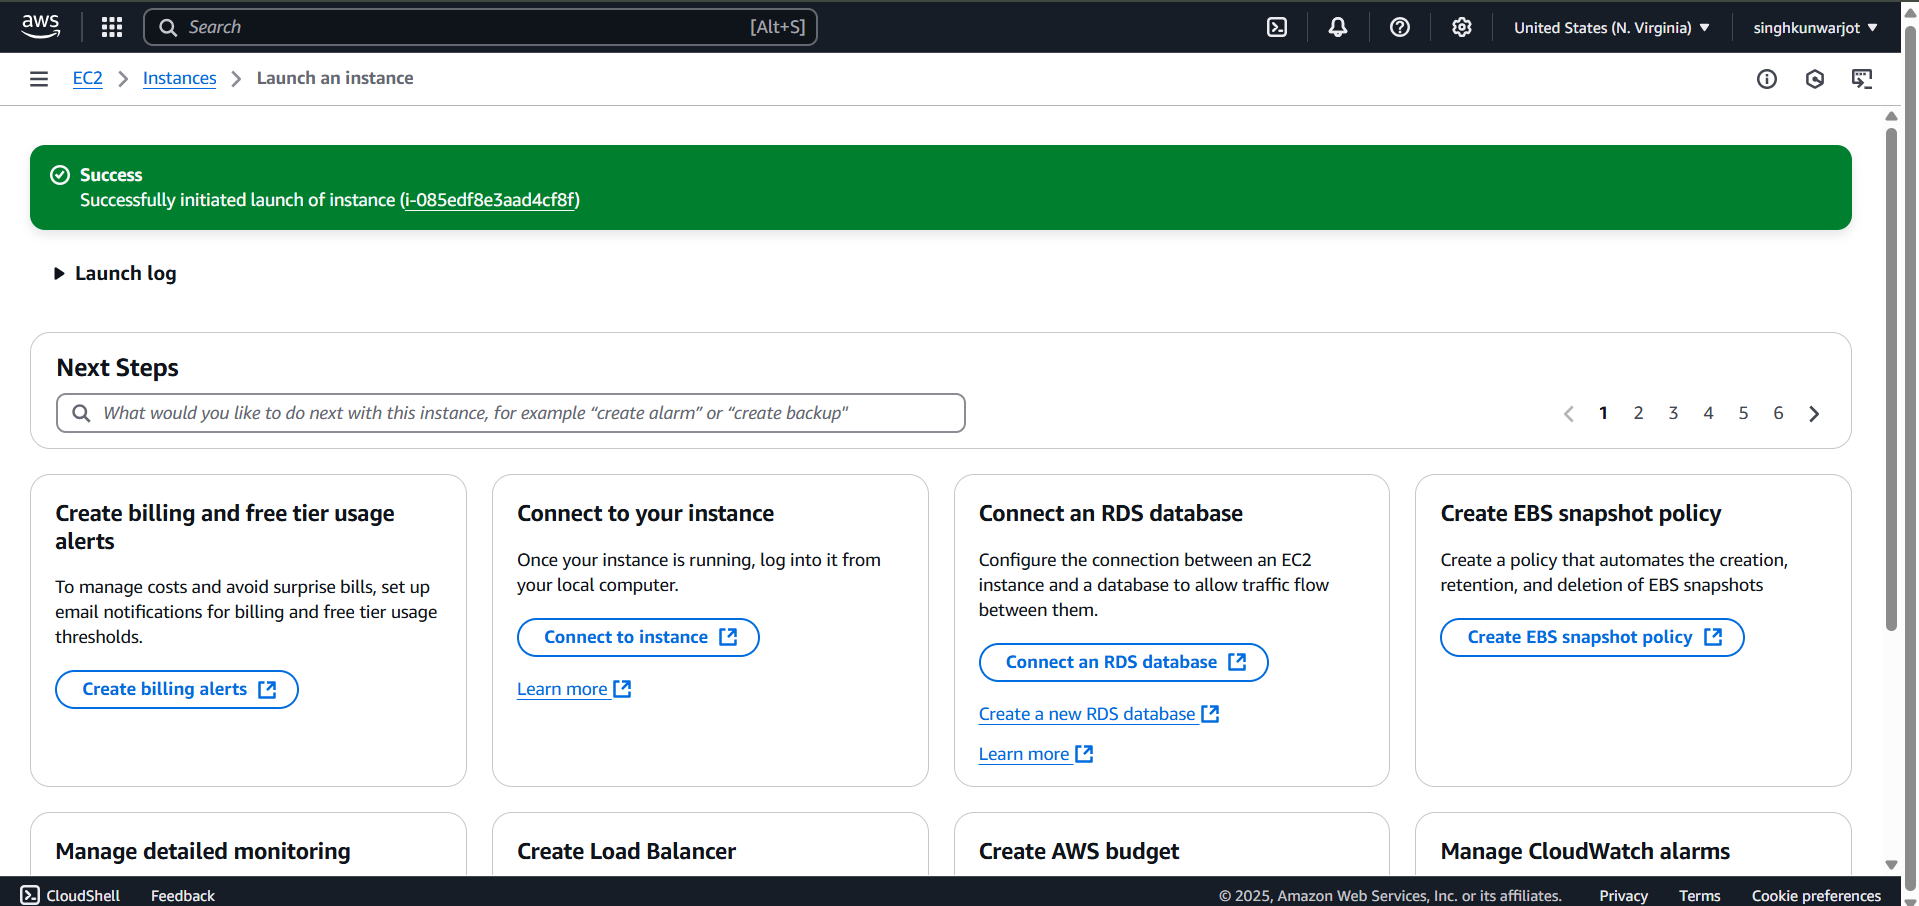 aws
Search [Alt+S]
United States (N. Virginia)
singhkunwarjot
EC2
Instances
Launch an instance
Success
Successfully initiated launch of instance (i-085edf8e3aad4cf8f)
Launch log
Next Steps
What would you like to do next with this instance, for example “create alarm” or “create backup"
1 2 3 4 5 6
Create billing and free tier usage
alerts
To manage costs and avoid surprise bills, set up
email notifications for billing and free tier usage
thresholds.
Create billing alerts
Connect to your instance
Once your instance is running, log into it from
your local computer.
Connect to instance
Learn more
Connect an RDS database
Configure the connection between an EC2
instance and a database to allow traffic flow
between them.
Connect an RDS database
Create a new RDS database
Learn more
Create EBS snapshot policy
Create a policy that automates the creation,
retention, and deletion of EBS snapshots
Create EBS snapshot policy
Manage detailed monitoring
Create Load Balancer
Create AWS budget
Manage CloudWatch alarms
CloudShell
Feedback
© 2025, Amazon Web Services, Inc. or its affiliates.
Privacy
Terms
Cookie preferences